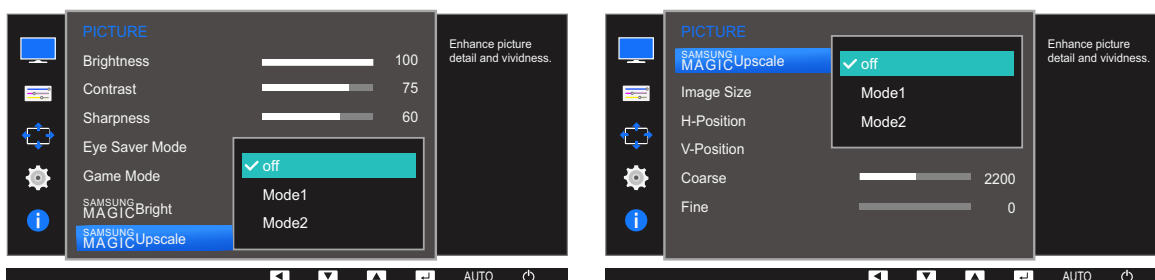 PICTURE
Brightness 100
Contrast 75
Sharpness 60
Eye Saver Mode
Game Mode
SAMSUNG
MAGICBright
SAMSUNG
MAGICUpscale
off
Mode1
Mode2
Enhance picture
detail and vividness.
AUTO
PICTURE
SAMSUNG
MAGICUpscale
Image Size
H-Position
V-Position
Coarse 2200
Fine 0
off
Mode1
Mode2
Enhance picture
detail and vividness.
AUTO